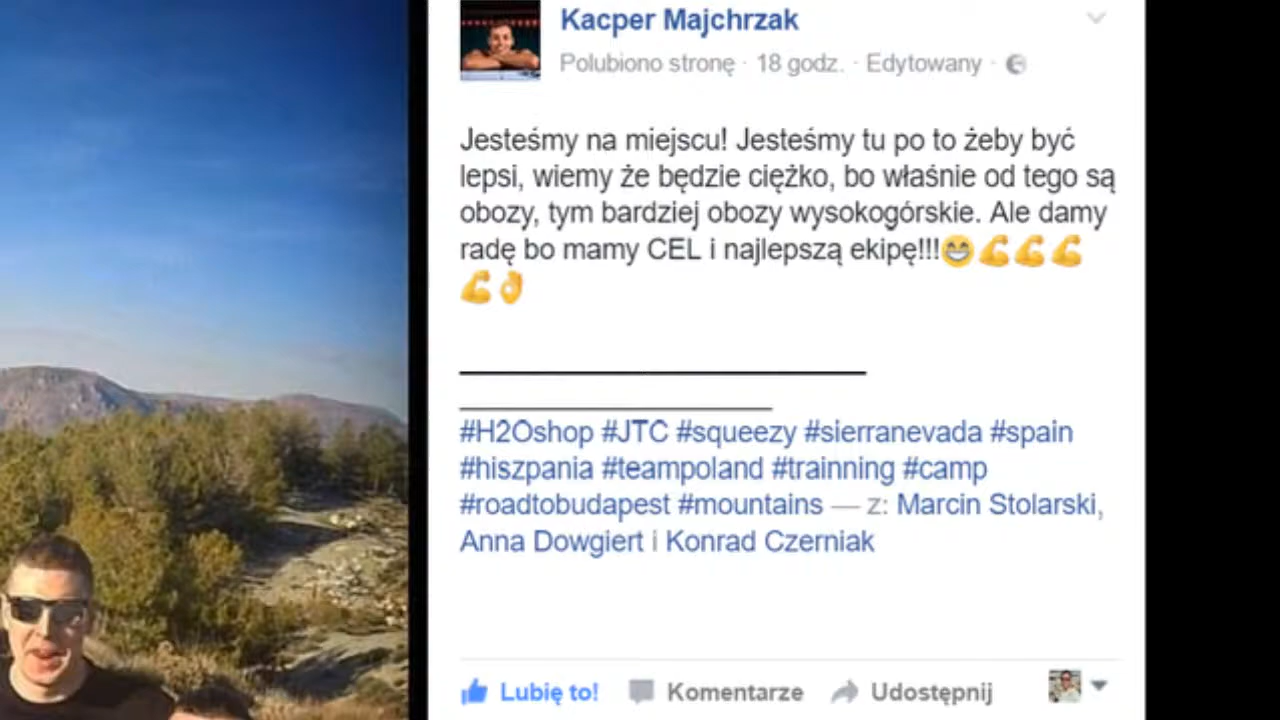 Kacper Majchrzak
Polubiono stronę · 18 godz. · Edytowany ·
Jesteśmy na miejscu! Jesteśmy tu po to żeby być
lepsi, wiemy że będzie ciężko, bo właśnie od tego są
obozy, tym bardziej obozy wysokogórskie. Ale damy
radę bo mamy CEL i najlepszą ekipę!!!😁💪💪💪
💪👌
#H2Oshop #JTC #squeezy #sierranevada #spain
#hiszpania #teampoland #trainning #camp
#roadtobudapest #mountains — z: Marcin Stolarski,
Anna Dowgiert i Konrad Czerniak
Lubię to! Komentarze Udostępnij